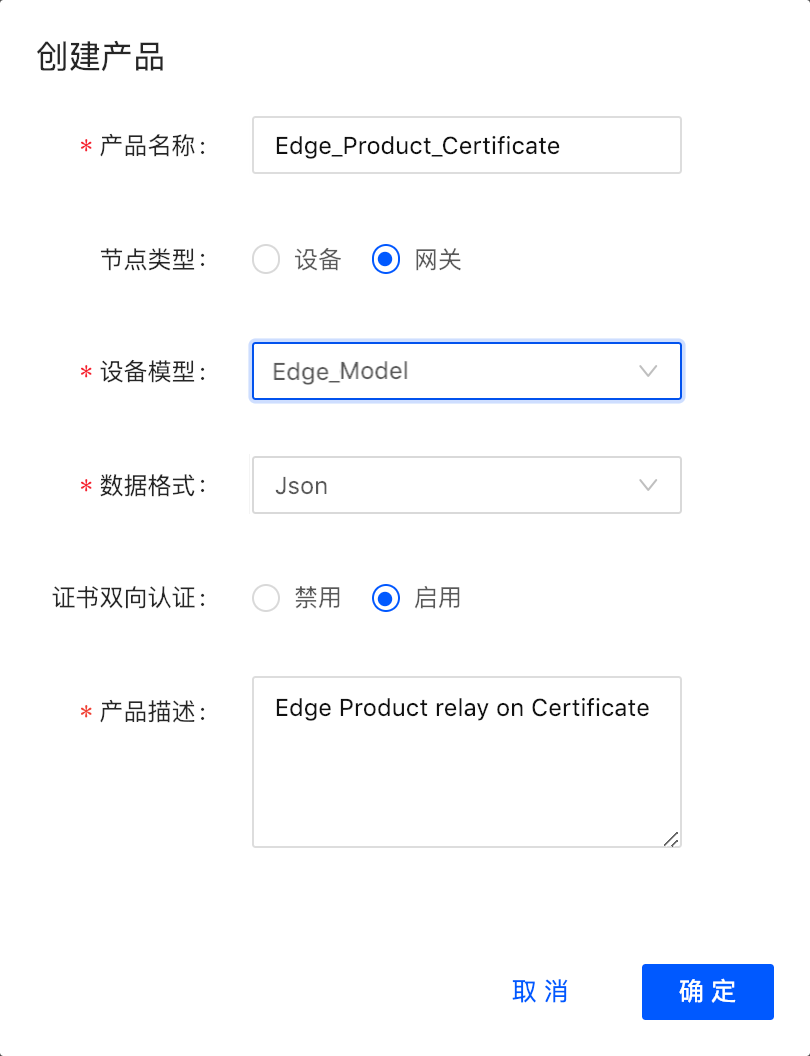 创建产品
* 产品名称: Edge_Product_Certificate
节点类型: 设备 网关
* 设备模型: Edge_Model
* 数据格式: Json
证书双向认证: 禁用 启用
* 产品描述: Edge Product relay on Certificate
取 消 确 定